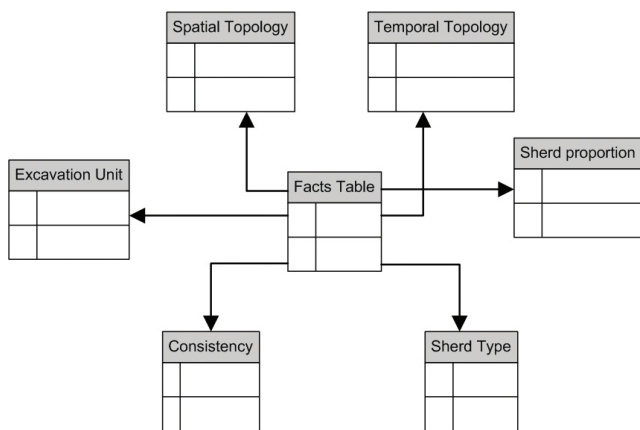 Spatial Topology
Temporal Topology
Sherd proportion
Excavation Unit
Facts Table
Consistency
Sherd Type